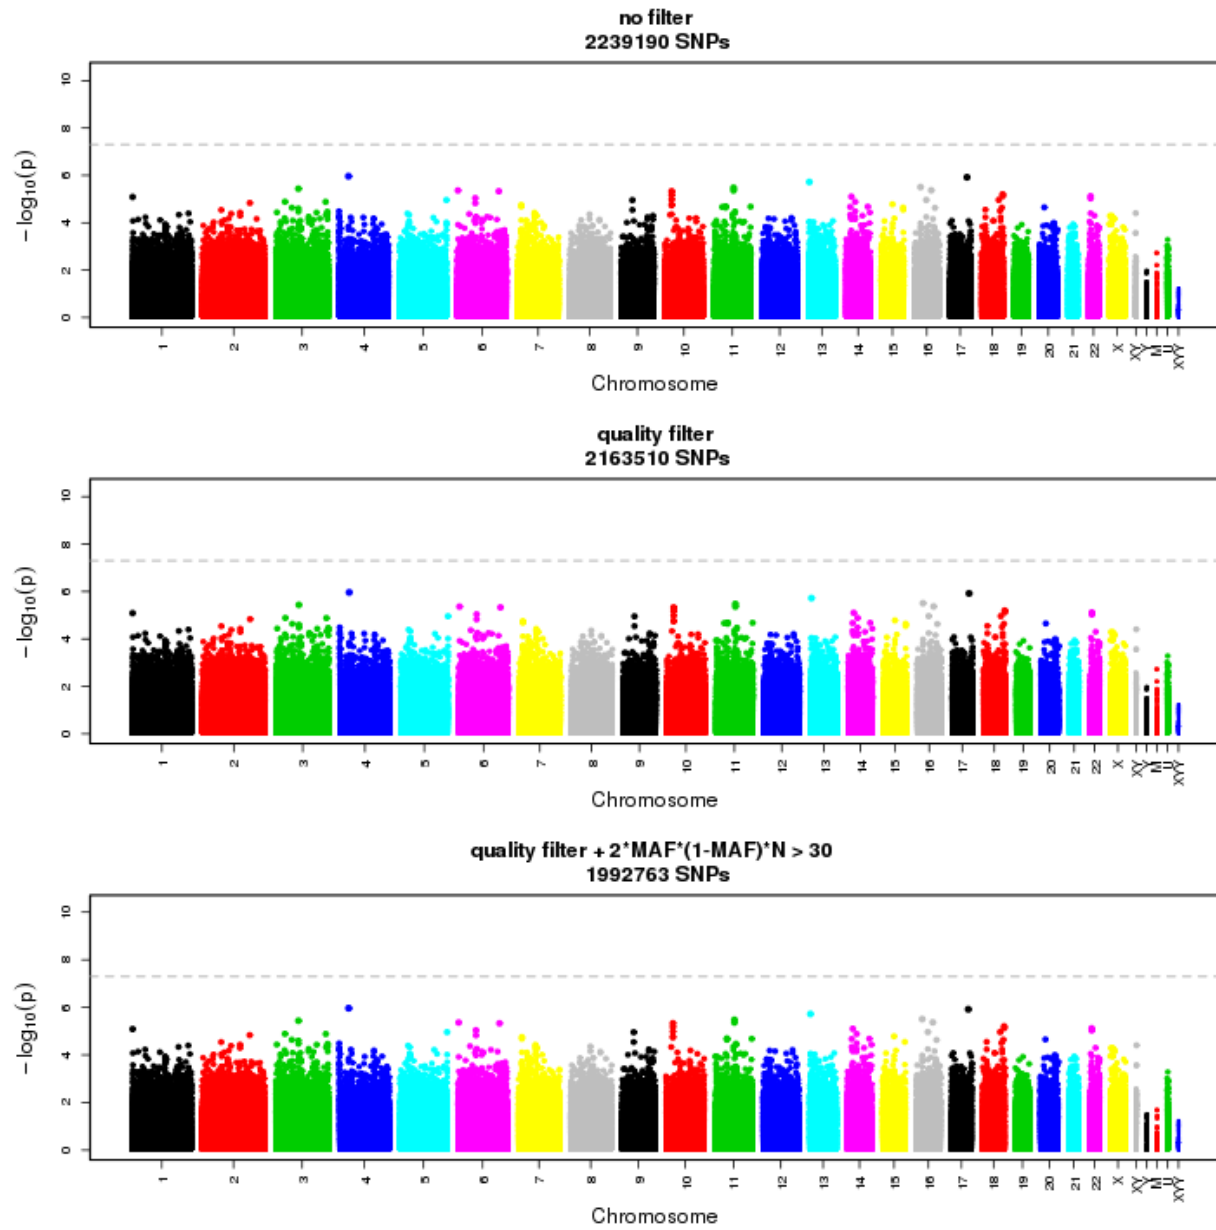 no filter
2239190 SNPs
10
8
6
4
2
0
−log10(p)
1 2 3 4 5 6 7 8 9 10 11 12 13 14 15 16 17 18 19 20 21 22 X XY Y M U XYY
Chromosome
quality filter
2163510 SNPs
10
8
6
4
2
0
−log10(p)
1 2 3 4 5 6 7 8 9 10 11 12 13 14 15 16 17 18 19 20 21 22 X XY Y M U XYY
Chromosome
quality filter + 2*MAF*(1-MAF)*N > 30
1992763 SNPs
10
8
6
4
2
0
−log10(p)
1 2 3 4 5 6 7 8 9 10 11 12 13 14 15 16 17 18 19 20 21 22 X XY Y M U XYY
Chromosome